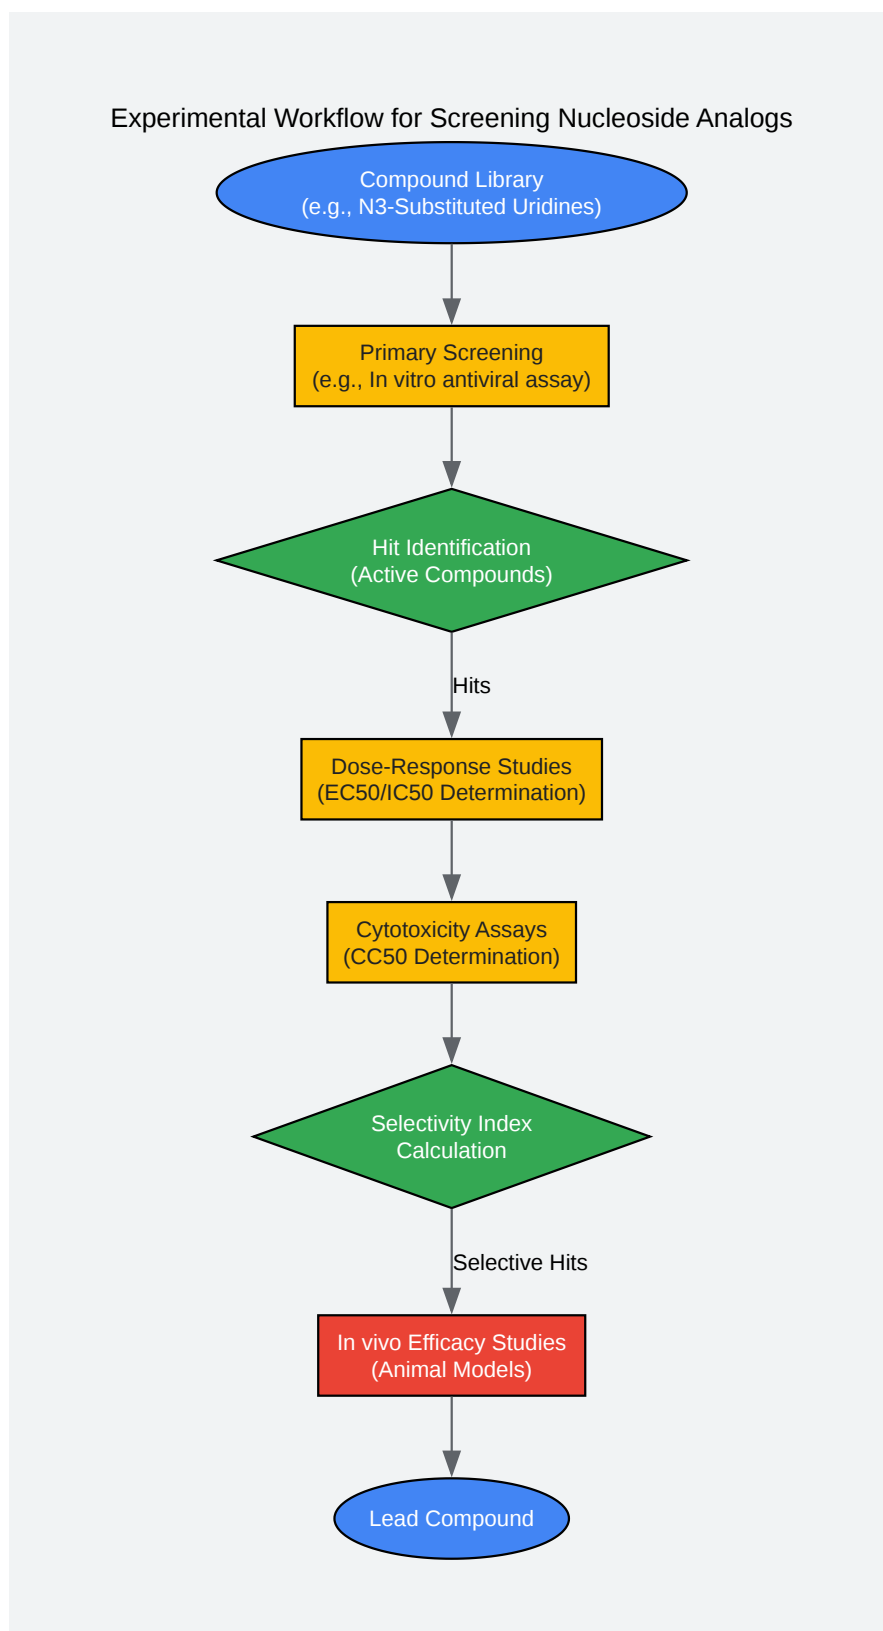 Experimental Workflow for Screening Nucleoside Analogs
Compound Library
(e.g., N3-Substituted Uridines)
Primary Screening
(e.g., In vitro antiviral assay)
Hit Identification
(Active Compounds)
Hits
Dose-Response Studies
(EC50/IC50 Determination)
Cytotoxicity Assays
(CC50 Determination)
Selectivity Index
Calculation
Selective Hits
In vivo Efficacy Studies
(Animal Models)
Lead Compound